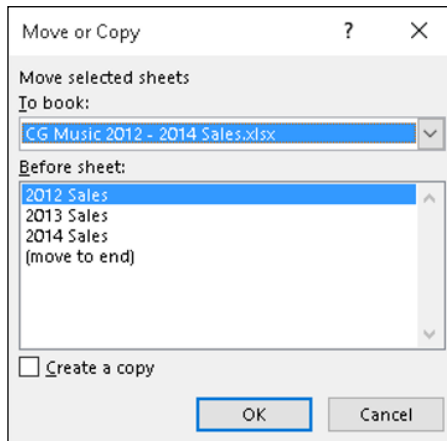 Move or Copy ?
Move selected sheets
To book:
CG Music 2012 - 2014 Sales.xlsx
Before sheet:
2012 Sales
2013 Sales
2014 Sales
(move to end)
Create a copy
OK Cancel